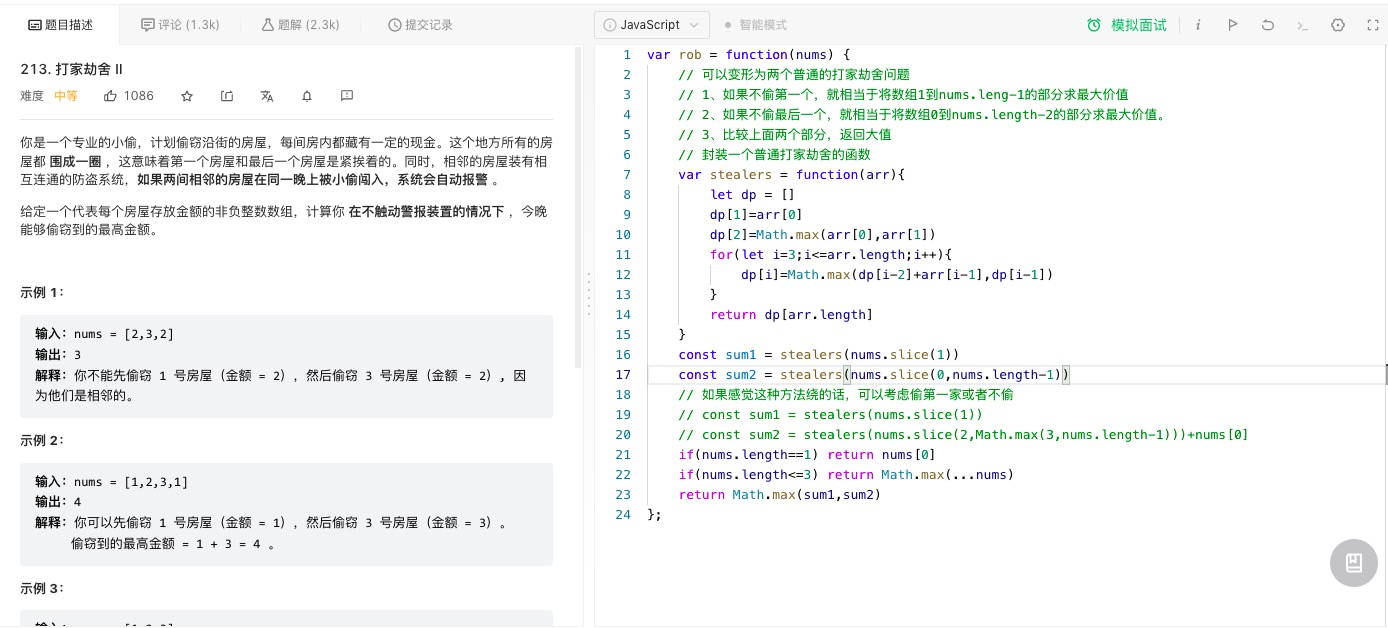 题目描述
评论 (1.3k)
题解 (2.3k)
提交记录
213. 打家劫舍 II
难度 中等 1086
你是一个专业的小偷，计划偷窃沿街的房屋，每间房内都藏有一定的现金。这个地方所有的房
屋都 围成一圈 ，这意味着第一个房屋和最后一个房屋是紧挨着的。同时，相邻的房屋装有相
互连通的防盗系统，如果两间相邻的房屋在同一晚上被小偷闯入，系统会自动报警 。
给定一个代表每个房屋存放金额的非负整数数组，计算你 在不触动警报装置的情况下 ，今晚
能够偷窃到的最高金额。
示例 1：
输入：nums = [2,3,2]
输出：3
解释：你不能先偷窃 1 号房屋（金额 = 2），然后偷窃 3 号房屋（金额 = 2）, 因
为他们是相邻的。
示例 2：
输入：nums = [1,2,3,1]
输出：4
解释：你可以先偷窃 1 号房屋（金额 = 1），然后偷窃 3 号房屋（金额 = 3）。
偷窃到的最高金额 = 1 + 3 = 4 。
示例 3：
JavaScript
智能模式
模拟面试
1 var rob = function(nums) {
2 // 可以变形为两个普通的打家劫舍问题
3 // 1、如果不偷第一个，就相当于将数组1到nums.leng-1的部分求最大价值
4 // 2、如果不偷最后一个，就相当于将数组0到nums.length-2的部分求最大价值。
5 // 3、比较上面两个部分，返回大值
6 // 封装一个普通打家劫舍的函数
7 var stealers = function(arr){
8 let dp = []
9 dp[1]=arr[0]
10 dp[2]=Math.max(arr[0],arr[1])
11 for(let i=3;i<=arr.length;i++){
12 dp[i]=Math.max(dp[i-2]+arr[i-1],dp[i-1])
13 }
14 return dp[arr.length]
15 }
16 const sum1 = stealers(nums.slice(1))
17 const sum2 = stealers(nums.slice(0,nums.length-1))
18 // 如果感觉这种方法绕的话，可以考虑偷第一家或者不偷
19 // const sum1 = stealers(nums.slice(1))
20 // const sum2 = stealers(nums.slice(2,Math.max(3,nums.length-1)))+nums[0]
21 if(nums.length==1) return nums[0]
22 if(nums.length<=3) return Math.max(...nums)
23 return Math.max(sum1,sum2)
24 };